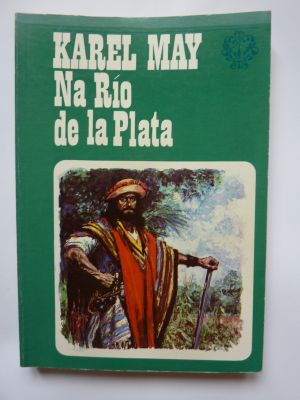 KAREL MAY
Na Río
de la Plata